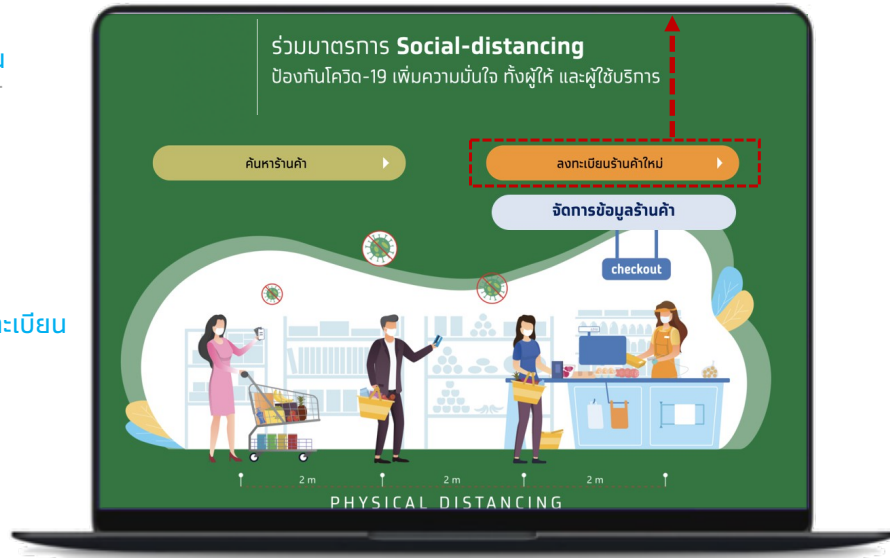 ร่วมมาตรการ Social-distancing
ป้องกันโควิด-19 เพิ่มความมั่นใจ ทั้งผู้ให้ และผู้ใช้บริการ
ค้นหาร้านค้า
ลงทะเบียนร้านค้าใหม่
จัดการข้อมูลร้านค้า
checkout
ะเบียน
2 m
2 m
2 m
PHYSICAL DISTANCING